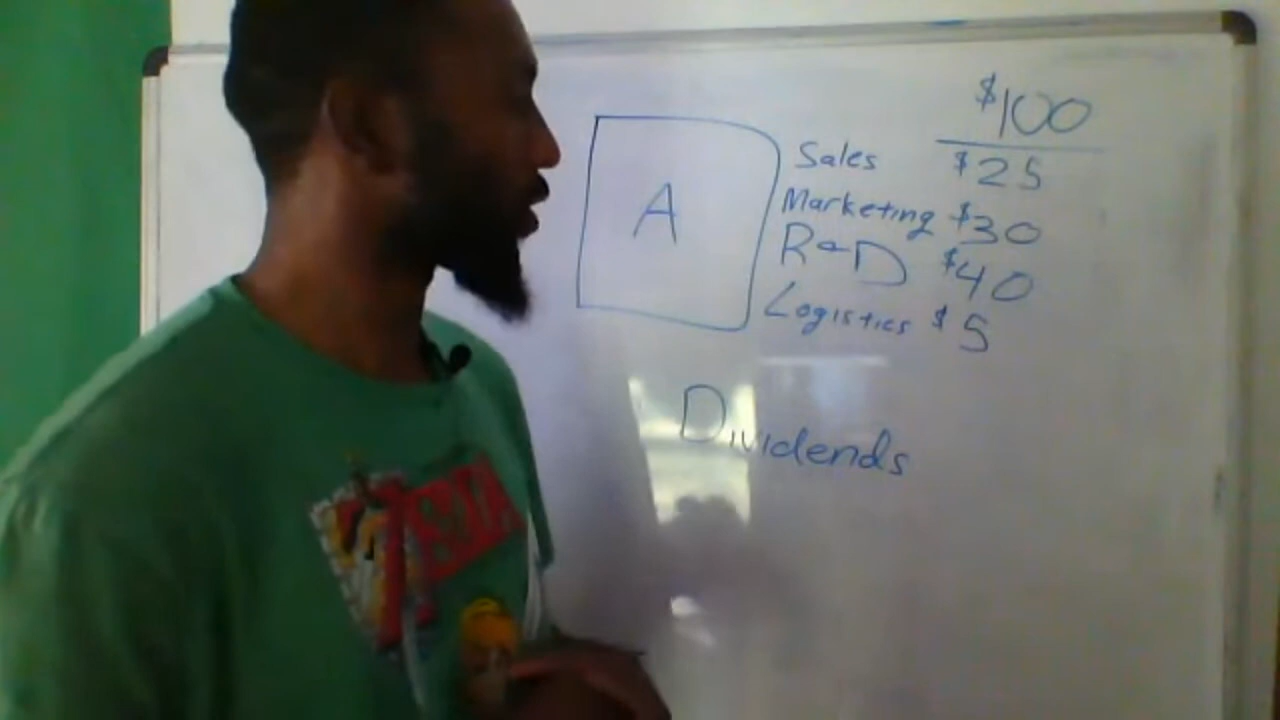 $100
A
Sales $25
Marketing $30
R&D $40
Logistics $5
Dividends